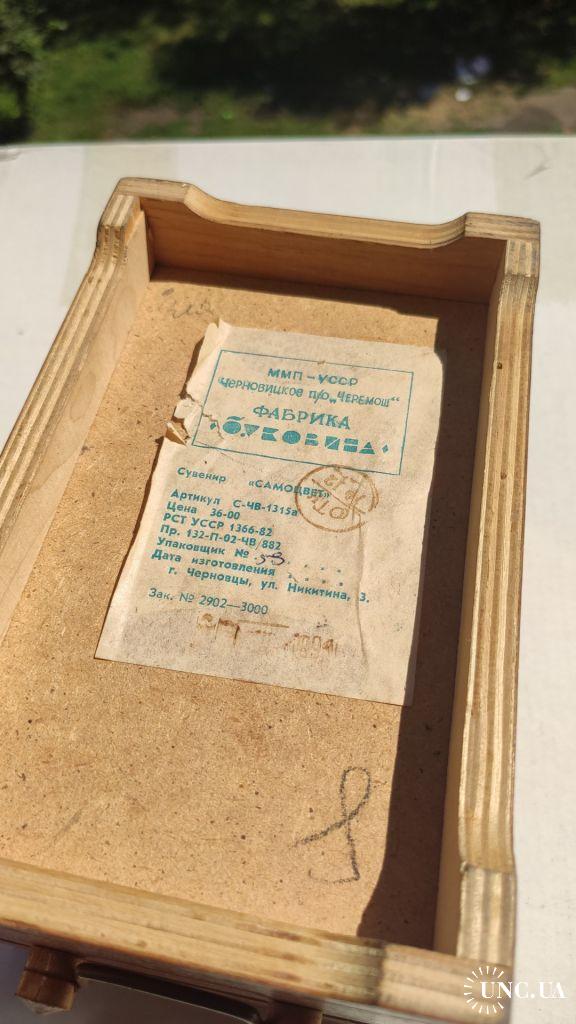 ММП – УССР
ЧЕРНОВИЦКОЕ П/О „ЧЕРЕМОШ“
ФАБРИКА
БУКОВИНА
Сувенир «САМОЦВЕТ»
Артикул С-ЧВ-1315а
Цена 36-00
РСТ УССР 1366-82
Пр. 132-П-02-ЧВ/882
Упаковщик №
Дата изготовления
г. Черновцы, ул. Никитина, 3.
Зак. № 2902—3000
UNC.UA